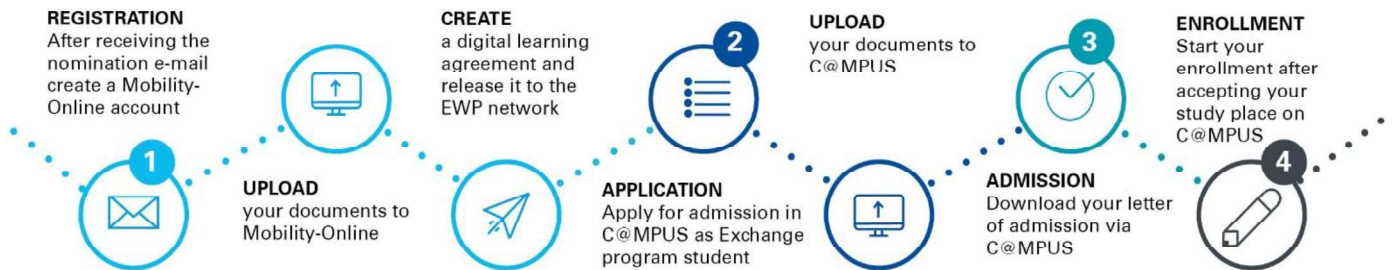 REGISTRATION
After receiving the
nomination e-mail
create a Mobility-
Online account
1
UPLOAD
your documents to
Mobility-Online
CREATE
a digital learning
agreement and
release it to the
EWP network
2
APPLICATION
Apply for admission in
C@MPUS as Exchange
program student
UPLOAD
your documents to
C@MPUS
3
ADMISSION
Download your letter
of admission via
C@MPUS
ENROLLMENT
Start your
enrollment after
accepting your
study place on
C@MPUS
4